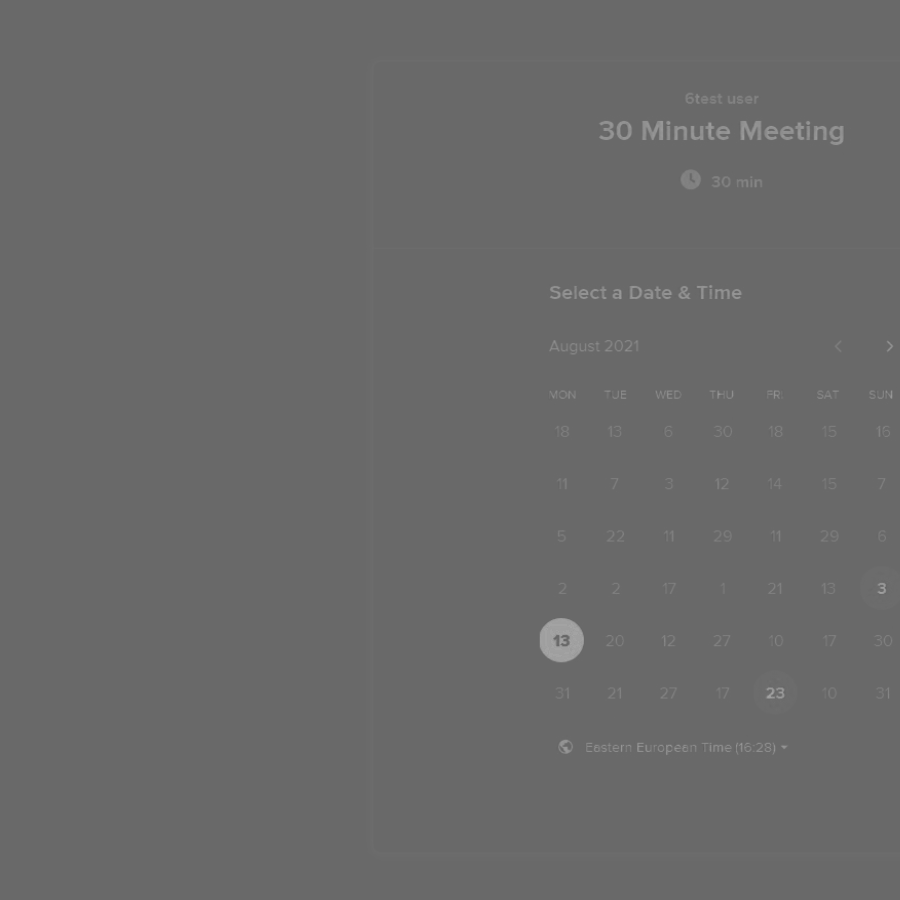 6test user
30 Minute Meeting
30 min
Select a Date & Time
August 2021
MON TUE WED THU FRI SAT SUN
18 13 6 30 18 15 16
11 7 3 12 14 15 7
5 22 11 29 11 29 6
2 2 17 1 21 13 3
13 20 12 27 10 17 30
31 21 27 17 23 10 31
Eastern European Time (16:28)